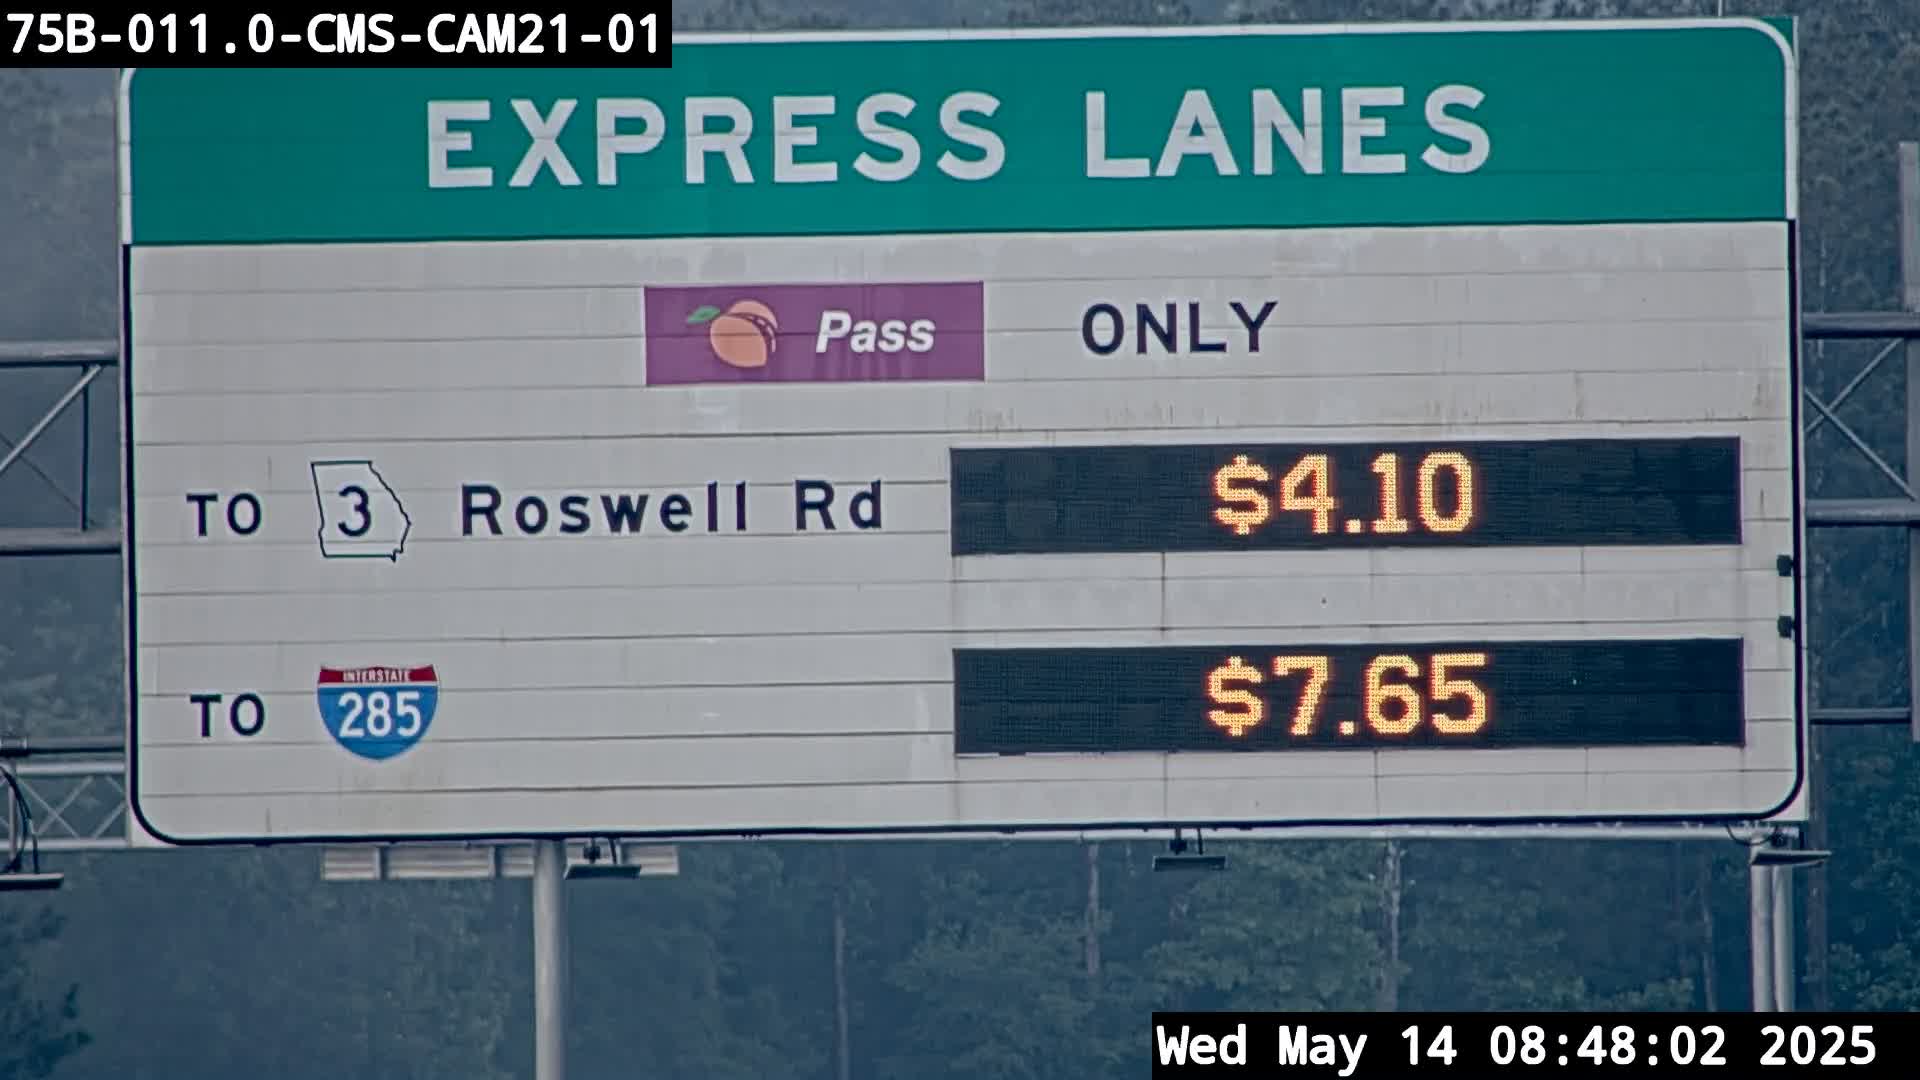 75B-011.0-CMS-CAM21-01
EXPRESS LANES
Pass ONLY
TO 3 Roswell Rd $4.10
TO INTERSTATE 285 $7.65
Wed May 14 08:48:02 2025